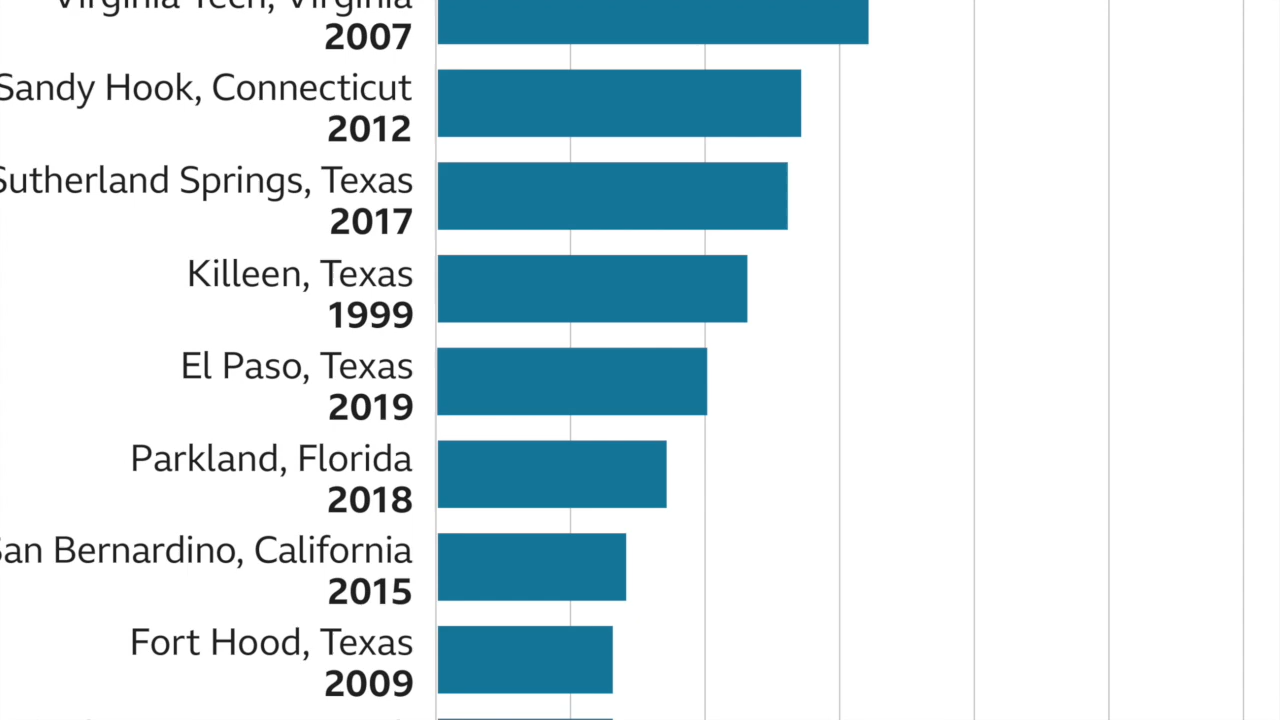 Virginia Tech, Virginia
2007
Sandy Hook, Connecticut
2012
Sutherland Springs, Texas
2017
Killeen, Texas
1999
El Paso, Texas
2019
Parkland, Florida
2018
San Bernardino, California
2015
Fort Hood, Texas
2009